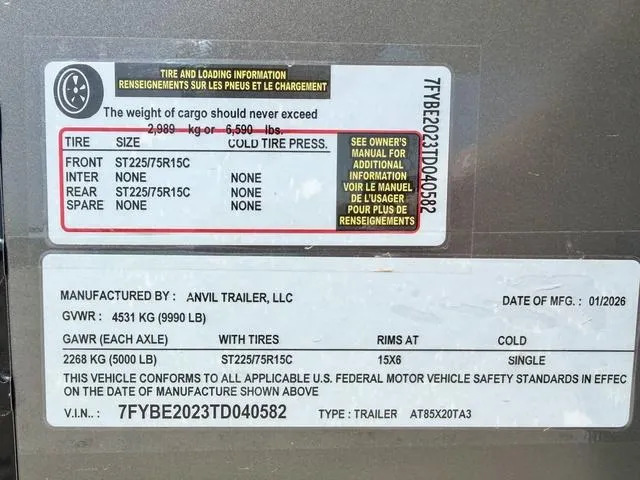 TIRE AND LOADING INFORMATION
RENSEIGNEMENTS SUR LES PNEUS ET LE CHARGEMENT
The weight of cargo should never exceed
2,989 kg or 6,590 lbs.
TIRE SIZE COLD TIRE PRESS.
FRONT ST225/75R15C
INTER NONE NONE
REAR ST225/75R15C NONE
SPARE NONE NONE
SEE OWNER'S
MANUAL FOR
ADDITIONAL
INFORMATION
VOIR LE MANUEL
DE L'USAGER
POUR PLUS DE
RENSEIGNEMENTS
7FYBE2023TD040582
MANUFACTURED BY : ANVIL TRAILER, LLC DATE OF MFG. : 01/2026
GVWR : 4531 KG (9990 LB)
GAWR (EACH AXLE) WITH TIRES RIMS AT COLD
2268 KG (5000 LB) ST225/75R15C 15X6 SINGLE
THIS VEHICLE CONFORMS TO ALL APPLICABLE U.S. FEDERAL MOTOR VEHICLE SAFETY STANDARDS IN EFFEC
ON THE DATE OF MANUFACTURE SHOWN ABOVE
V.I.N.. : 7FYBE2023TD040582 TYPE : TRAILER AT85X20TA3